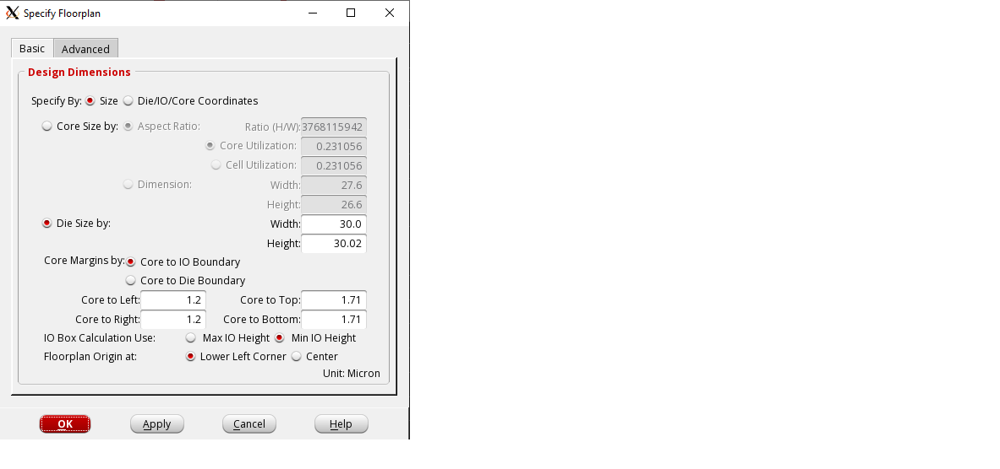 Specify Floorplan
Basic Advanced
Design Dimensions
Specify By: Size Die/IO/Core Coordinates
Core Size by: Aspect Ratio: Ratio (H/W): 3768115942
Core Utilization: 0.231056
Cell Utilization: 0.231056
Dimension: Width: 27.6
Height: 26.6
Die Size by: Width: 30.0
Height: 30.02
Core Margins by: Core to IO Boundary
Core to Die Boundary
Core to Left: 1.2 Core to Top: 1.71
Core to Right: 1.2 Core to Bottom: 1.71
IO Box Calculation Use: Max IO Height Min IO Height
Floorplan Origin at: Lower Left Corner Center
Unit: Micron
OK Apply Cancel Help